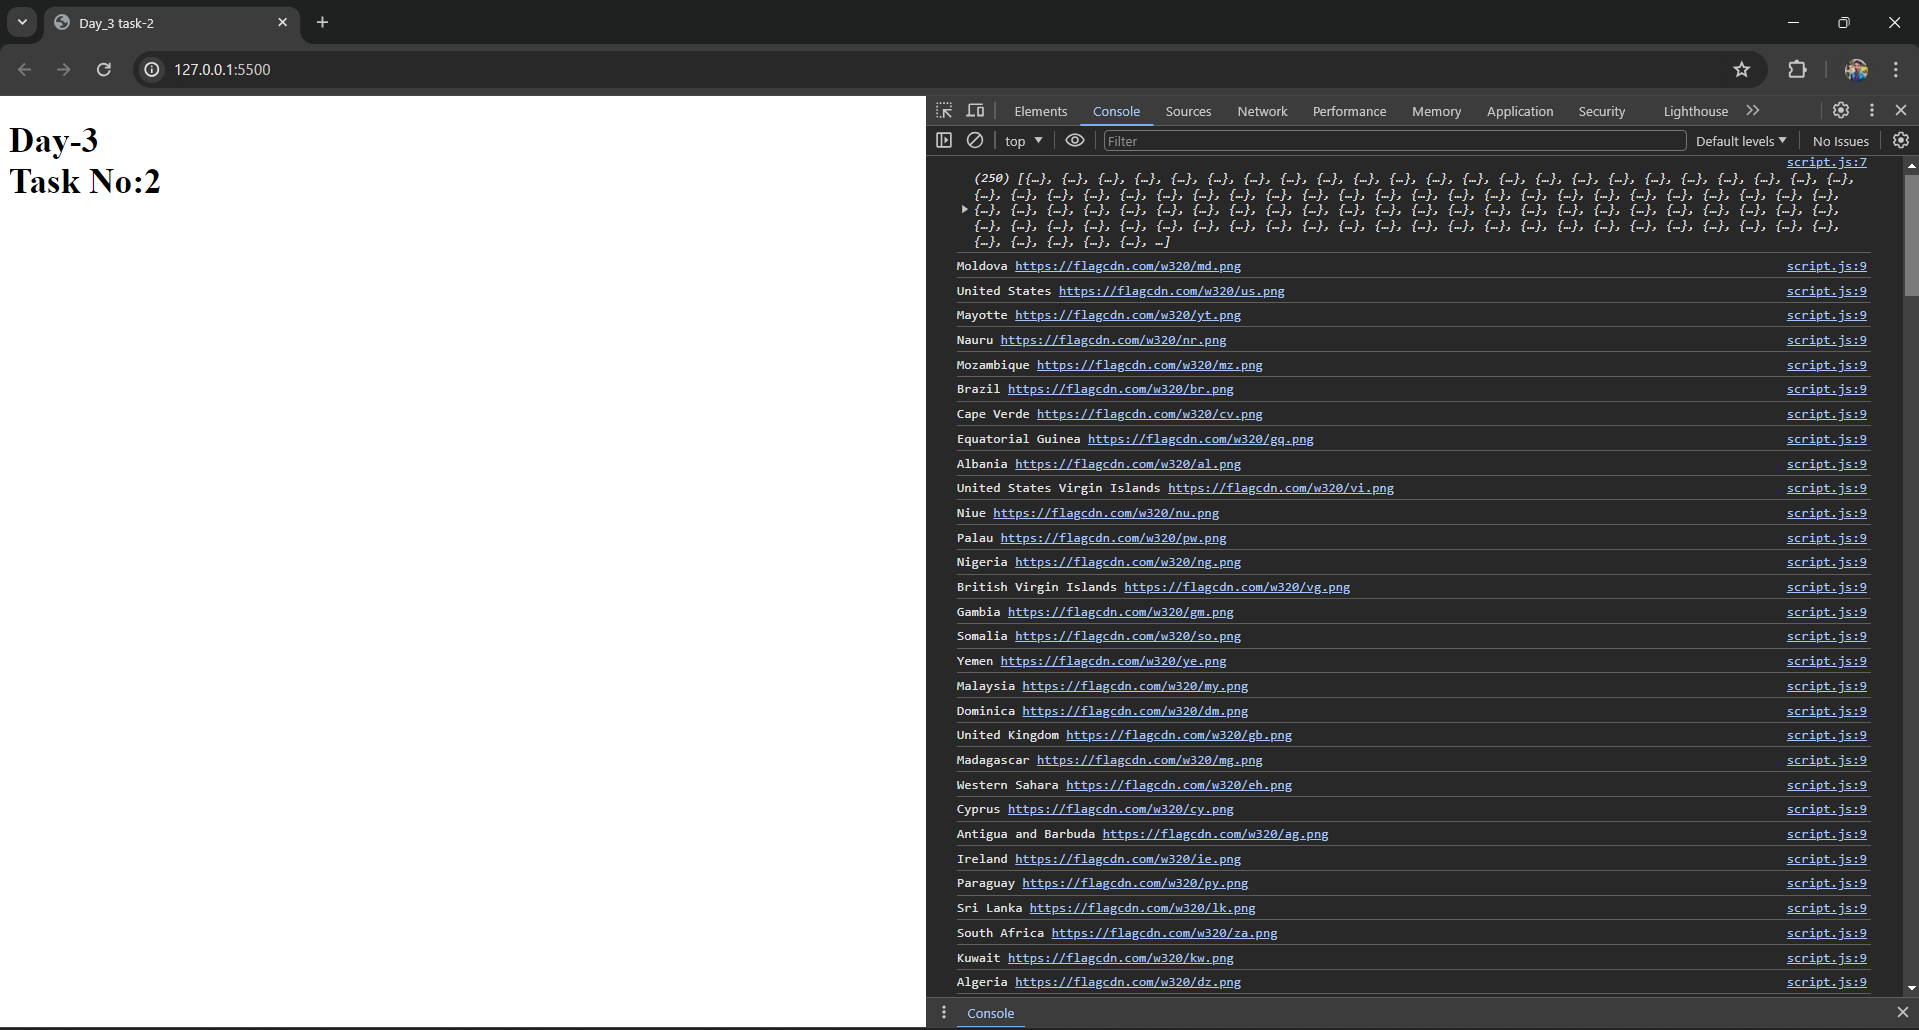 Day_3 task-2
127.0.0.1:5500
Day-3
Task No:2
Elements Console Sources Network Performance Memory Application Security Lighthouse
top Filter Default levels No Issues
script.js:7
(250) [{…}, {…}, {…}, {…}, {…}, {…}, {…}, {…}, {…}, {…}, {…}, {…}, {…}, {…}, {…}, {…}, {…}, {…}, {…}, {…}, {…}, {…}, {…},
{…}, {…}, {…}, {…}, {…}, {…}, {…}, {…}, {…}, {…}, {…}, {…}, {…}, {…}, {…}, {…}, {…}, {…}, {…}, {…}, {…}, {…}, {…}, {…},
{…}, {…}, {…}, {…}, {…}, {…}, {…}, {…}, {…}, {…}, {…}, {…}, {…}, {…}, {…}, {…}, {…}, {…}, {…}, {…}, {…}, {…}, {…}, {…},
{…}, {…}, {…}, {…}, {…}, {…}, {…}, {…}, {…}, {…}, {…}, {…}, {…}, {…}, {…}, {…}, {…}, {…}, {…}, {…}, {…}, {…}, {…}, {…},
{…}, {…}, {…}, {…}, {…}, …]
Moldova https://flagcdn.com/w320/md.png script.js:9
United States https://flagcdn.com/w320/us.png script.js:9
Mayotte https://flagcdn.com/w320/yt.png script.js:9
Nauru https://flagcdn.com/w320/nr.png script.js:9
Mozambique https://flagcdn.com/w320/mz.png script.js:9
Brazil https://flagcdn.com/w320/br.png script.js:9
Cape Verde https://flagcdn.com/w320/cv.png script.js:9
Equatorial Guinea https://flagcdn.com/w320/gq.png script.js:9
Albania https://flagcdn.com/w320/al.png script.js:9
United States Virgin Islands https://flagcdn.com/w320/vi.png script.js:9
Niue https://flagcdn.com/w320/nu.png script.js:9
Palau https://flagcdn.com/w320/pw.png script.js:9
Nigeria https://flagcdn.com/w320/ng.png script.js:9
British Virgin Islands https://flagcdn.com/w320/vg.png script.js:9
Gambia https://flagcdn.com/w320/gm.png script.js:9
Somalia https://flagcdn.com/w320/so.png script.js:9
Yemen https://flagcdn.com/w320/ye.png script.js:9
Malaysia https://flagcdn.com/w320/my.png script.js:9
Dominica https://flagcdn.com/w320/dm.png script.js:9
United Kingdom https://flagcdn.com/w320/gb.png script.js:9
Madagascar https://flagcdn.com/w320/mg.png script.js:9
Western Sahara https://flagcdn.com/w320/eh.png script.js:9
Cyprus https://flagcdn.com/w320/cy.png script.js:9
Antigua and Barbuda https://flagcdn.com/w320/ag.png script.js:9
Ireland https://flagcdn.com/w320/ie.png script.js:9
Paraguay https://flagcdn.com/w320/py.png script.js:9
Sri Lanka https://flagcdn.com/w320/lk.png script.js:9
South Africa https://flagcdn.com/w320/za.png script.js:9
Kuwait https://flagcdn.com/w320/kw.png script.js:9
Algeria https://flagcdn.com/w320/dz.png script.js:9
Console